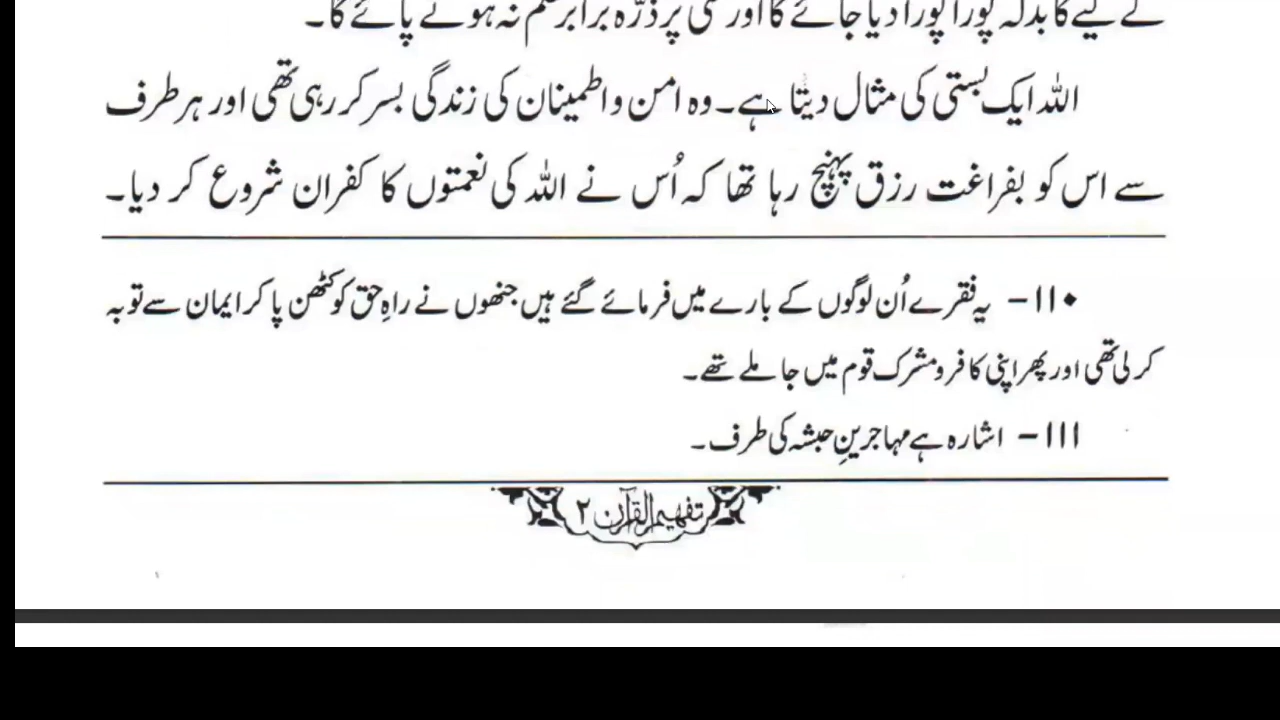 کے کیے کا بدلہ پورا پورا دیا جائے گا اور کسی پر ذرّہ برابر ظلم نہ ہونے پائے گا۔
اللہ ایک بستی کی مثال دیتا ہے۔ وہ امن و اطمینان کی زندگی بسر کر رہی تھی اور ہر طرف
سے اس کو بفراغت رزق پہنچ رہا تھا کہ اُس نے اللہ کی نعمتوں کا کفران شروع کر دیا۔
۱۱۰- یہ فقرے اُن لوگوں کے بارے میں فرمائے گئے ہیں جنھوں نے راہِ حق کو کٹھن پا کر ایمان سے توبہ
کر لی تھی اور پھر اپنی کافر و مشرک قوم میں جا ملے تھے۔
۱۱۱- اشارہ ہے مہاجرینِ حبشہ کی طرف۔
تفہیم القرآن ۲